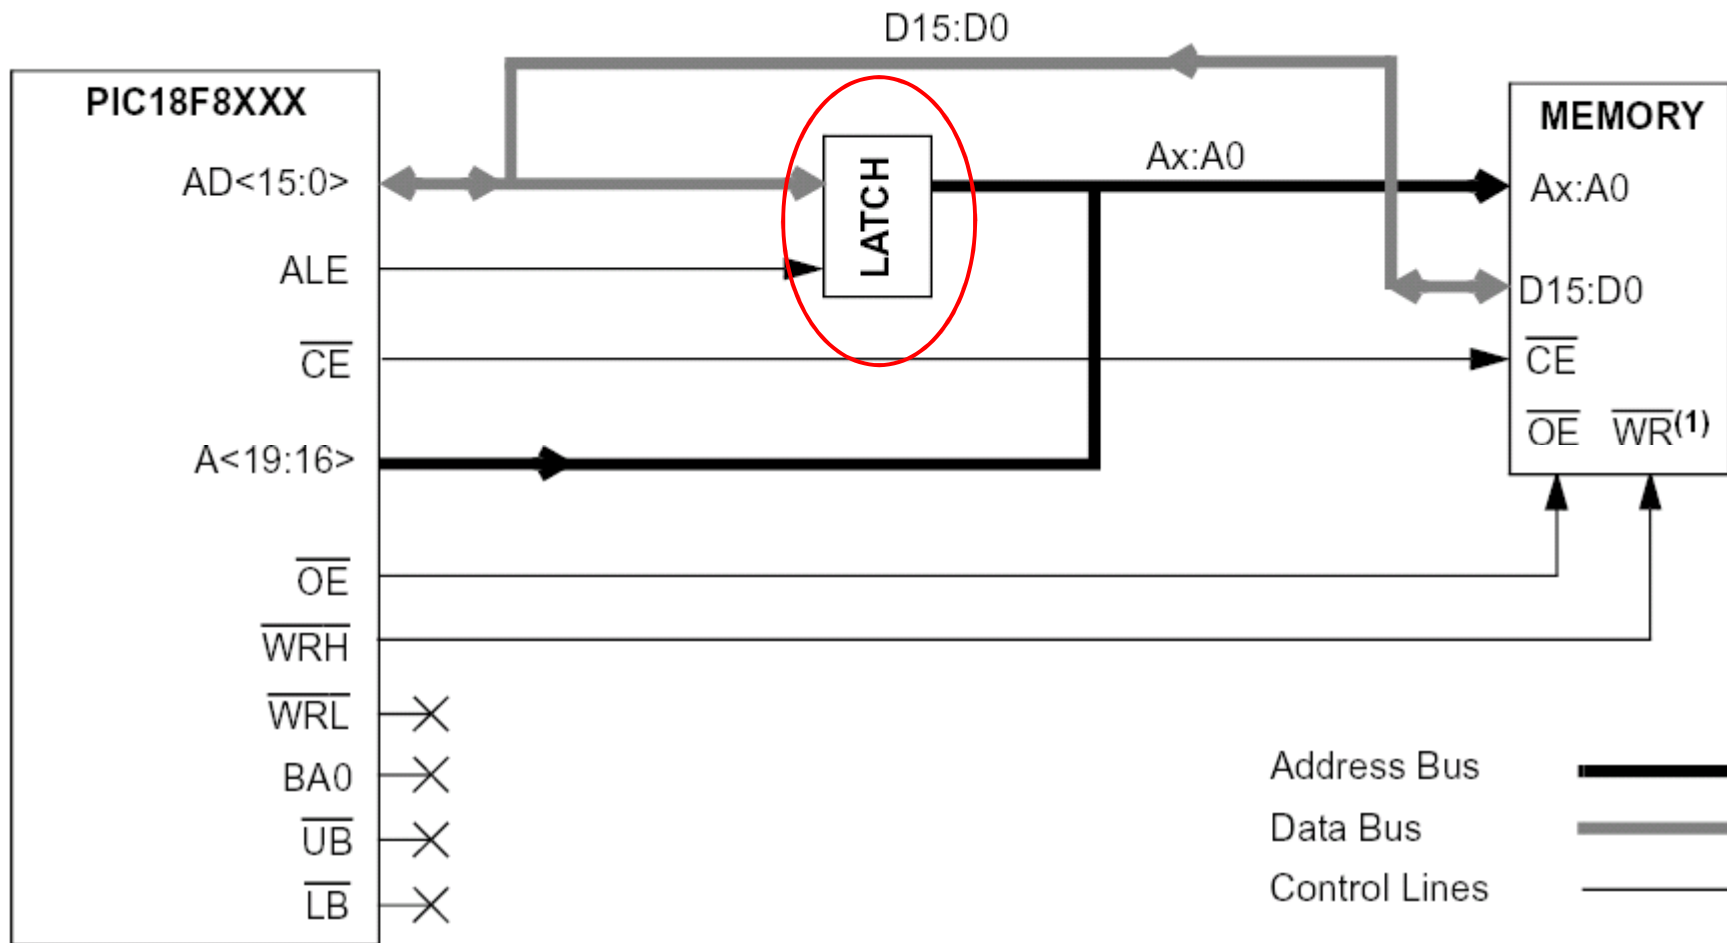 D15:D0
PIC18F8XXX
MEMORY
AD<15:0>
LATCH
Ax:A0
Ax:A0
ALE
D15:D0
CE
CE
OE WR(1)
A<19:16>
OE
WRH
WRL
BA0
UB
LB
Address Bus
Data Bus
Control Lines